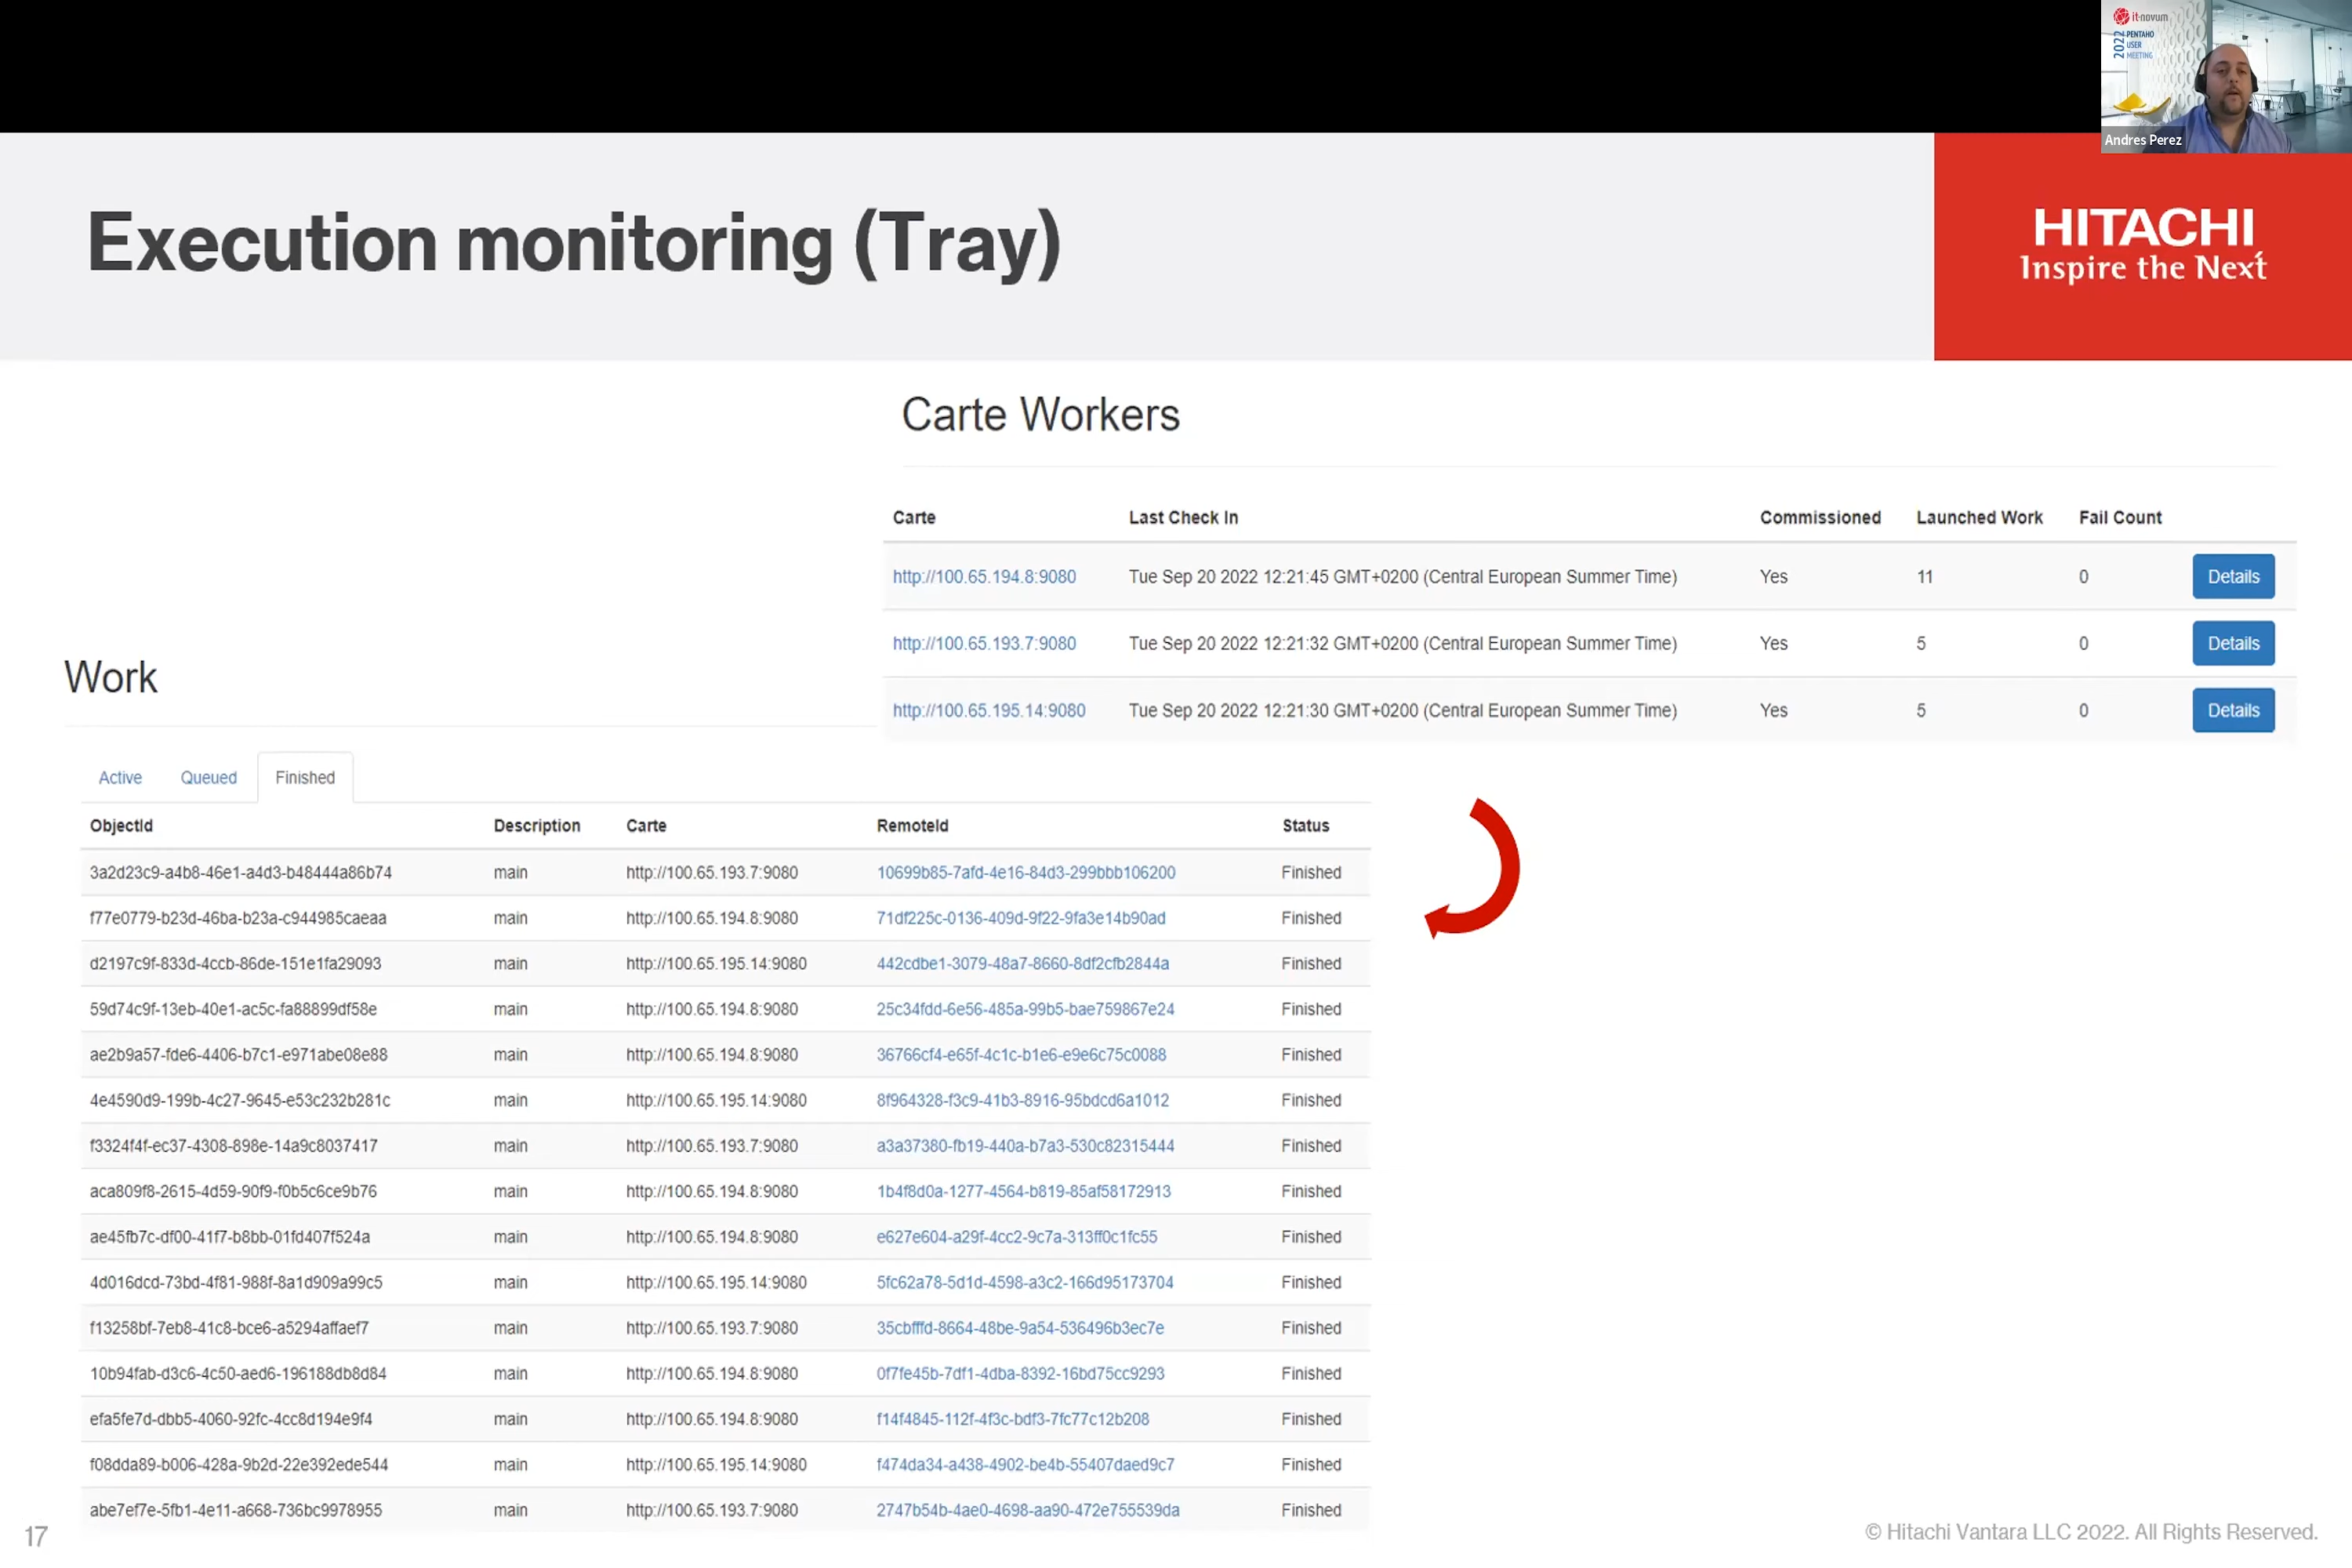 it-novum
2022 PENTAHO
USER
MEETING
Andres Perez
Execution monitoring (Tray)
HITACHI
Inspire the Next
Carte Workers
Carte Last Check In Commissioned Launched Work Fail Count
http://100.65.194.8:9080 Tue Sep 20 2022 12:21:45 GMT+0200 (Central European Summer Time) Yes 11 0 Details
http://100.65.193.7:9080 Tue Sep 20 2022 12:21:32 GMT+0200 (Central European Summer Time) Yes 5 0 Details
http://100.65.195.14:9080 Tue Sep 20 2022 12:21:30 GMT+0200 (Central European Summer Time) Yes 5 0 Details
Work
Active Queued Finished
ObjectId Description Carte RemoteId Status
3a2d23c9-a4b8-46e1-a4d3-b48444a86b74 main http://100.65.193.7:9080 10699b85-7afd-4e16-84d3-299bbb106200 Finished
f77e0779-b23d-46ba-b23a-c944985caeaa main http://100.65.194.8:9080 71df225c-0136-409d-9f22-9fa3e14b90ad Finished
d2197c9f-833d-4ccb-86de-151e1fa29093 main http://100.65.195.14:9080 442cdbe1-3079-48a7-8660-8df2cfb2844a Finished
59d74c9f-13eb-40e1-ac5c-fa88899df58e main http://100.65.194.8:9080 25c34fdd-6e56-485a-99b5-bae759867e24 Finished
ae2b9a57-fde6-4406-b7c1-e971abe08e88 main http://100.65.194.8:9080 36766cf4-e65f-4c1c-b1e6-e9e6c75c0088 Finished
4e4590d9-199b-4c27-9645-e53c232b281c main http://100.65.195.14:9080 8f964328-f3c9-41b3-8916-95bdcd6a1012 Finished
f3324f4f-ec37-4308-898e-14a9c8037417 main http://100.65.193.7:9080 a3a37380-fb19-440a-b7a3-530c82315444 Finished
aca809f8-2615-4d59-90f9-f0b5c6ce9b76 main http://100.65.194.8:9080 1b4f8d0a-1277-4564-b819-85af58172913 Finished
ae45fb7c-df00-41f7-b8bb-01fd407f524a main http://100.65.194.8:9080 e627e604-a29f-4cc2-9c7a-313ff0c1fc55 Finished
4d016dcd-73bd-4f81-988f-8a1d909a99c5 main http://100.65.195.14:9080 5fc62a78-5d1d-4598-a3c2-166d95173704 Finished
f13258bf-7eb8-41c8-bce6-a5294affaef7 main http://100.65.193.7:9080 35cbfffd-8664-48be-9a54-536496b3ec7e Finished
10b94fab-d3c6-4c50-aed6-196188db8d84 main http://100.65.194.8:9080 0f7fe45b-7df1-4dba-8392-16bd75cc9293 Finished
efa5fe7d-dbb5-4060-92fc-4cc8d194e9f4 main http://100.65.194.8:9080 f14f4845-112f-4f3c-bdf3-7fc77c12b208 Finished
f08dda89-b006-428a-9b2d-22e392ede544 main http://100.65.195.14:9080 f474da34-a438-4902-be4b-55407daed9c7 Finished
abe7ef7e-5fb1-4e11-a668-736bc9978955 main http://100.65.193.7:9080 2747b54b-4ae0-4698-aa90-472e755539da Finished
17
© Hitachi Vantara LLC 2022. All Rights Reserved.